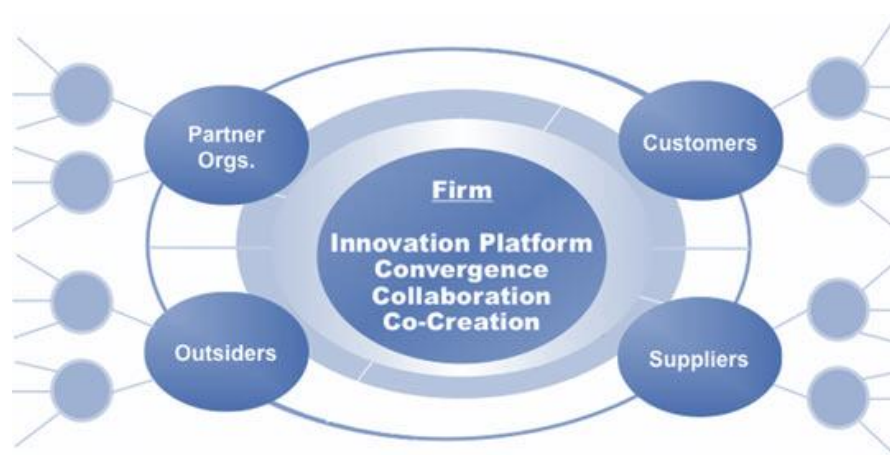 Partner
Orgs.
Customers
Firm
Innovation Platform
Convergence
Collaboration
Co-Creation
Outsiders
Suppliers